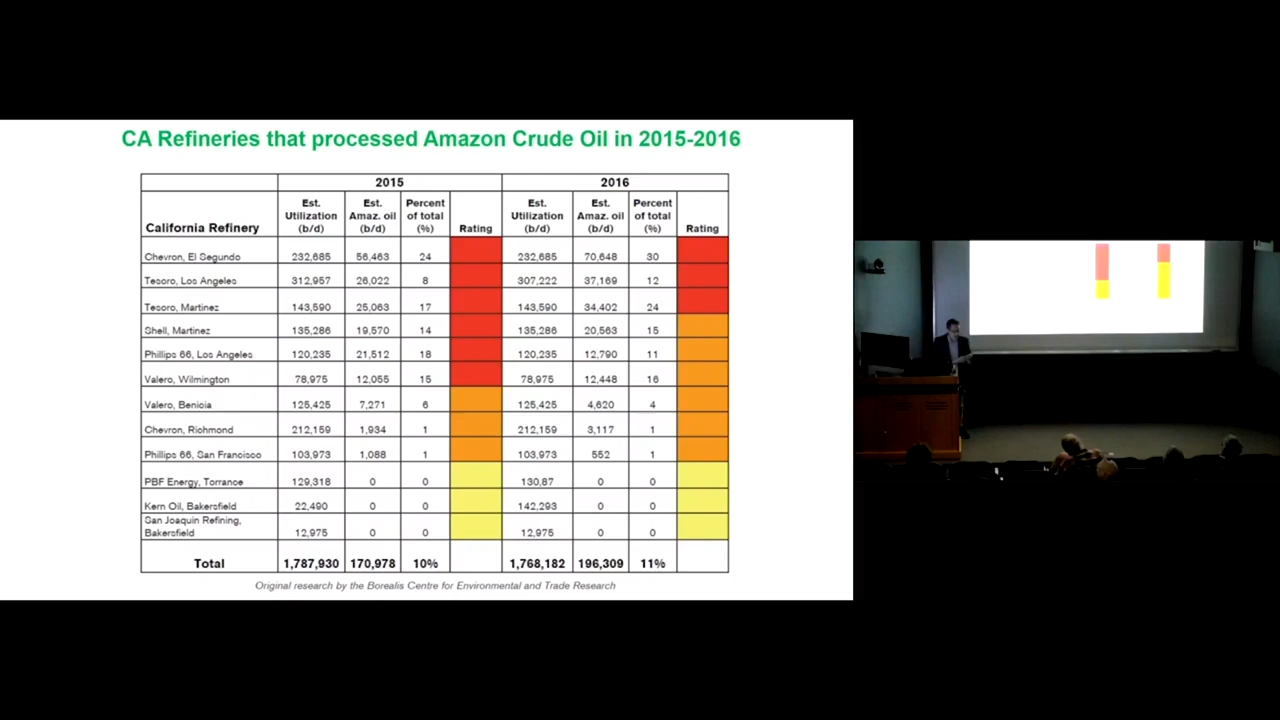 CA Refineries that processed Amazon Crude Oil in 2015-2016
2015 2016
California Refinery Est. Utilization (b/d) Est. Amaz. oil (b/d) Percent of total (%) Rating Est. Utilization (b/d) Est. Amaz. oil (b/d) Percent of total (%) Rating
Chevron, El Segundo 232,685 56,463 24 232,685 70,648 30
Tesoro, Los Angeles 312,957 26,022 8 307,222 37,169 12
Tesoro, Martinez 143,590 25,063 17 143,590 34,402 24
Shell, Martinez 135,286 19,570 14 135,286 20,563 15
Phillips 66, Los Angeles 120,235 21,512 18 120,235 12,790 11
Valero, Wilmington 78,975 12,055 15 78,975 12,448 16
Valero, Benicia 125,425 7,271 6 125,425 4,620 4
Chevron, Richmond 212,159 1,934 1 212,159 3,117 1
Phillips 66, San Francisco 103,973 1,088 1 103,973 552 1
PBF Energy, Torrance 129,318 0 0 130,87 0 0
Kern Oil, Bakersfield 22,490 0 0 142,293 0 0
San Joaquin Refining, Bakersfield 12,975 0 0 12,975 0 0
Total 1,787,930 170,978 10% 1,768,182 196,309 11%
Original research by the Borealis Centre for Environmental and Trade Research